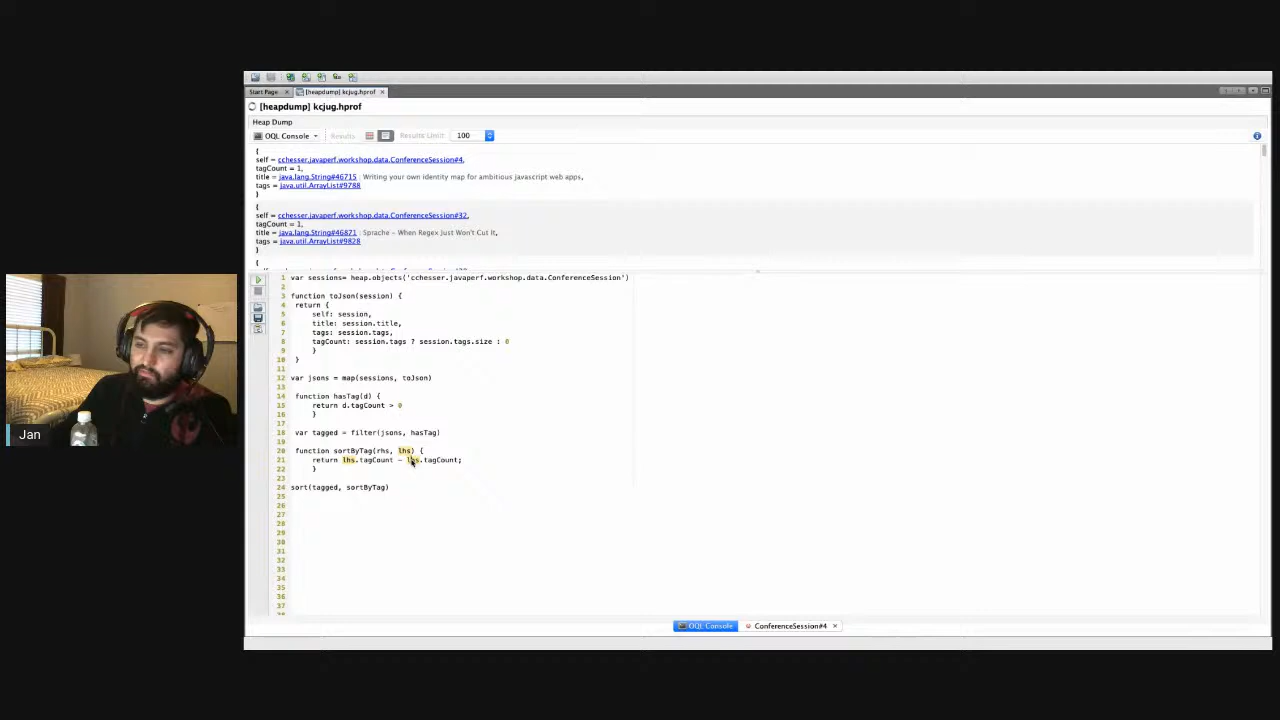 Start Page
[heapdump] kcjug.hprof
[heapdump] kcjug.hprof
Heap Dump
OQL Console
Results
Results Limit: 100
{
self = cchesser.javaperf.workshop.data.ConferenceSession#4,
tagCount = 1,
title = java.lang.String#46715 : Writing your own identity map for ambitious javascript web apps,
tags = java.util.ArrayList#9788
}
{
self = cchesser.javaperf.workshop.data.ConferenceSession#32,
tagCount = 1,
title = java.lang.String#46871 : Sprache - When Regex Just Won't Cut It,
tags = java.util.ArrayList#9828
}
{
1 var sessions= heap.objects('cchesser.javaperf.workshop.data.ConferenceSession')
2
3 function toJson(session) {
4 return {
5 self: session,
6 title: session.title,
7 tags: session.tags,
8 tagCount: session.tags ? session.tags.size : 0
9 }
10 }
11
12 var jsons = map(sessions, toJson)
13
14 function hasTag(d) {
15 return d.tagCount > 0
16 }
17
18 var tagged = filter(jsons, hasTag)
19
20 function sortByTag(rhs, lhs) {
21 return lhs.tagCount - lhs.tagCount;
22 }
23
24 sort(tagged, sortByTag)
25
26
27
28
29
30
31
32
33
34
35
36
37
OQL Console
ConferenceSession#4
Jan